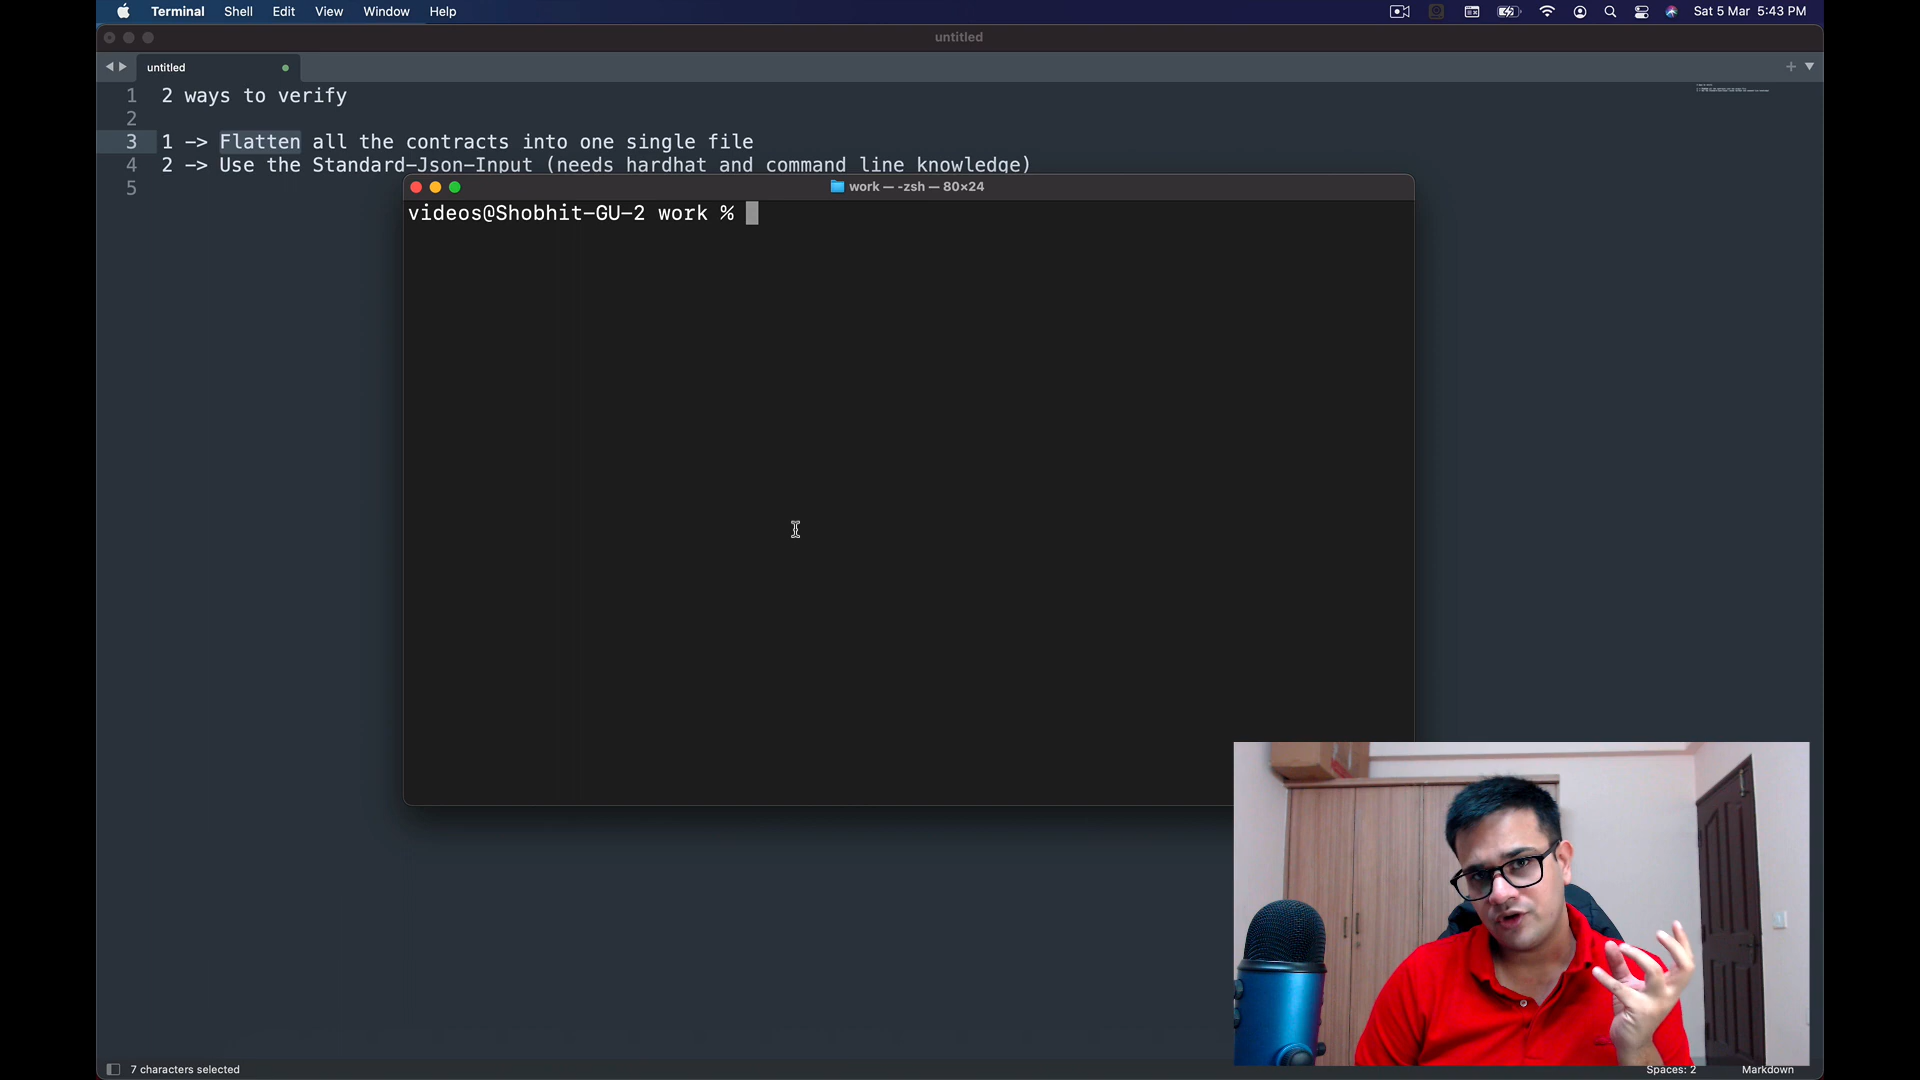 Terminal Shell Edit View Window Help Sat 5 Mar 5:43 PM
untitled
untitled
1 2 ways to verify
2
3 1 -> Flatten all the contracts into one single file
4 2 -> Use the Standard-Json-Input (needs hardhat and command line knowledge)
5
work — -zsh — 80×24
videos@Shobhit-GU-2 work %
7 characters selected Spaces: 2 Markdown